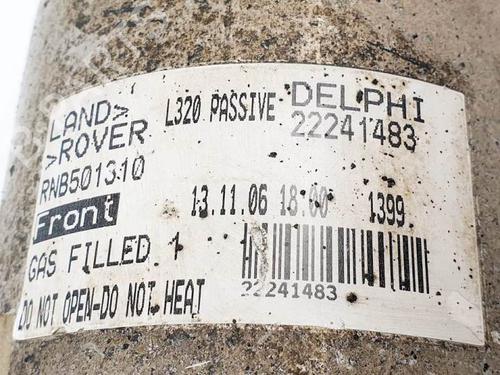 LAND> L320 PASSIVE DELPHI
>ROVER 22241483
RNB501310
Front 13.11.06 18:00 1399
GAS FILLED 1
22241483
DO NOT OPEN-DO NOT HEAT